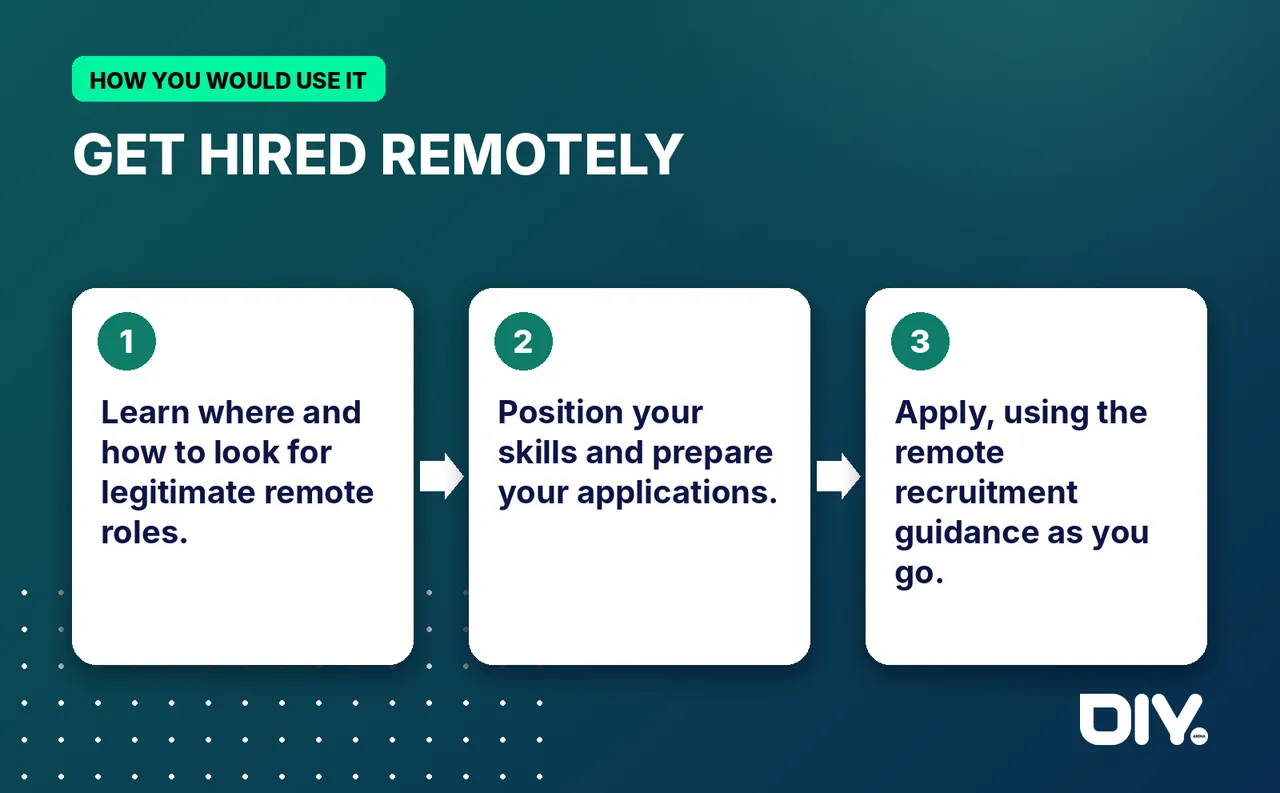 HOW YOU WOULD USE IT
GET HIRED REMOTELY
1
Learn where and
how to look for
legitimate remote
roles.
2
Position your
skills and prepare
your applications.
3
Apply, using the
remote
recruitment
guidance as you
go.
DIY.